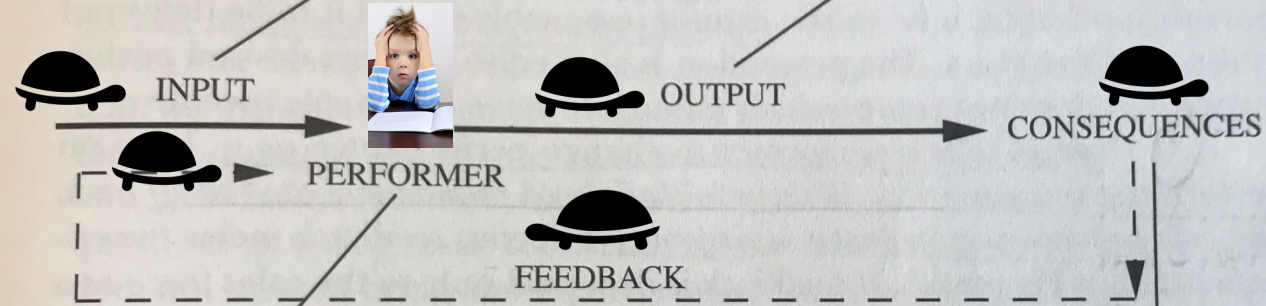 INPUT
OUTPUT
CONSEQUENCES
PERFORMER
FEEDBACK